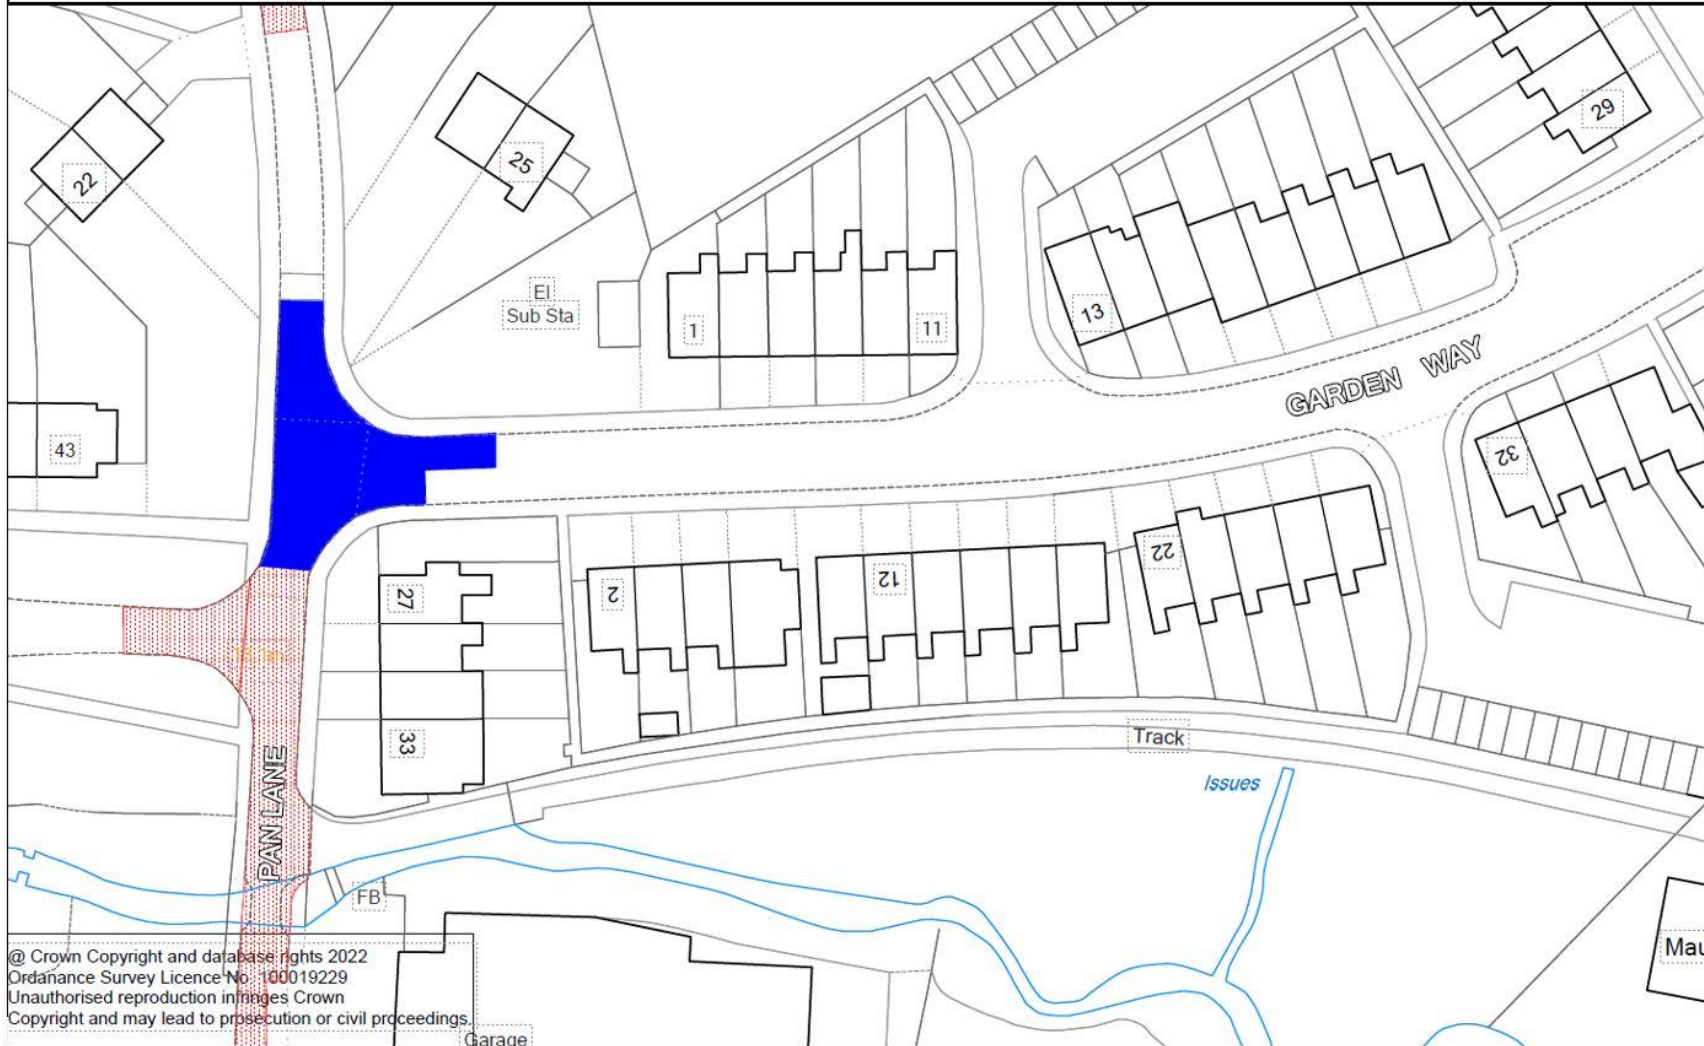 29
22
25
El
Sub Sta
1
11
13
GARDEN WAY
43
32
22
27
2
12
33
Track
Issues
PAN LANE
FB
Mau
@ Crown Copyright and database rights 2022
Ordanance Survey Licence No. 100019229
Unauthorised reproduction infringes Crown
Copyright and may lead to prosecution or civil proceedings.
Garage